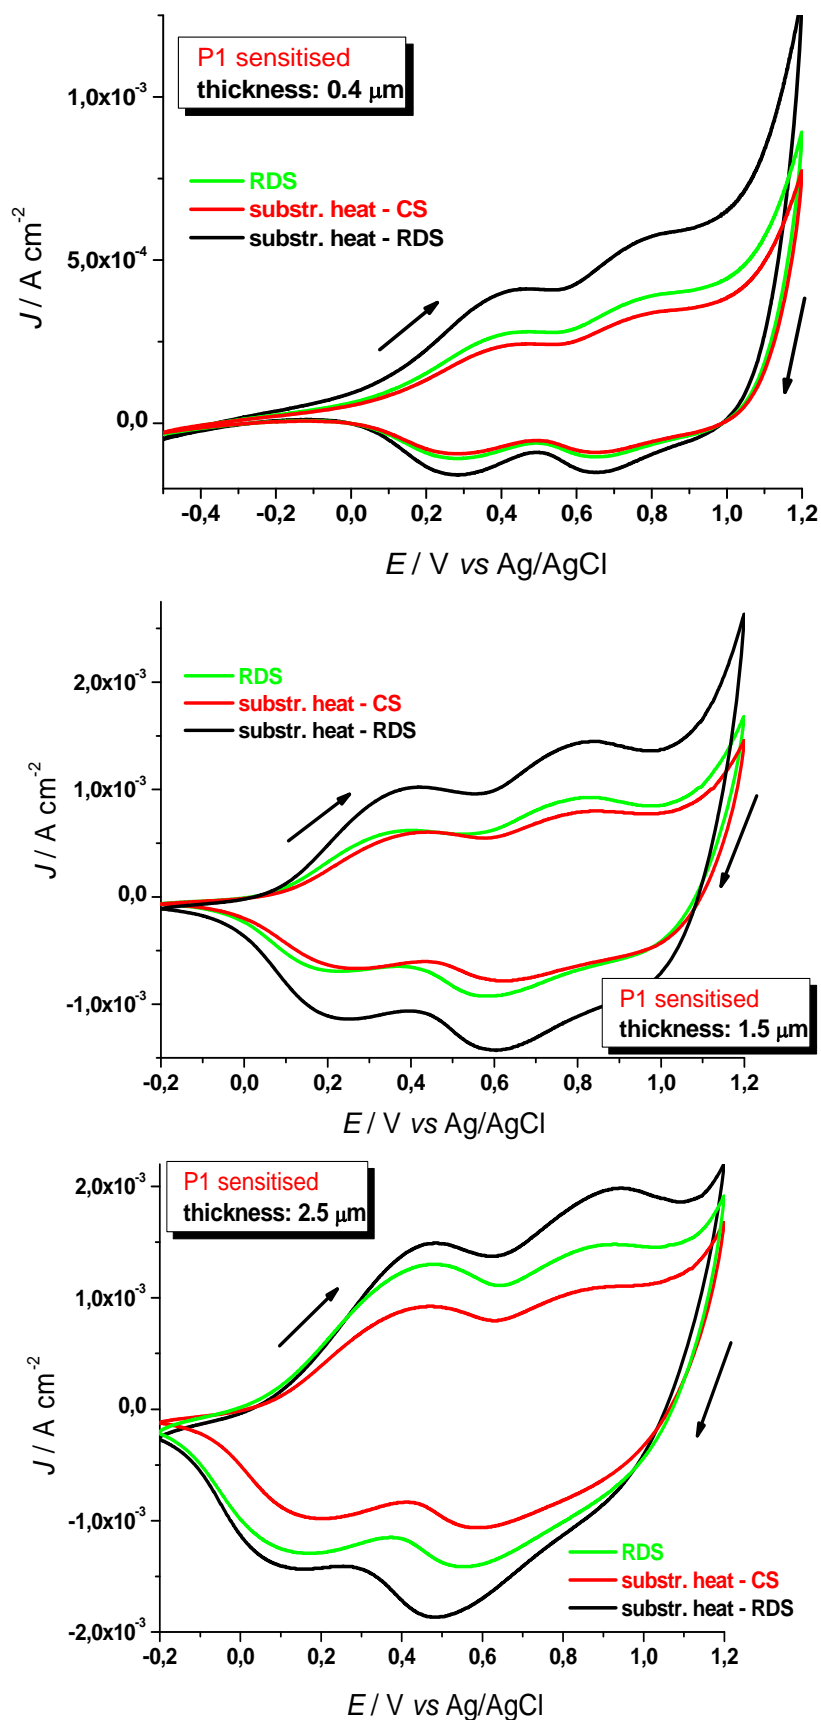 P1 sensitised
thickness: 0.4 μm
1,0x10⁻³
RDS
substr. heat - CS
substr. heat - RDS
5,0x10⁻⁴
J / A cm⁻²
0,0
-0,4 -0,2 0,0 0,2 0,4 0,6 0,8 1,0 1,2
E / V vs Ag/AgCl
2,0x10⁻³
RDS
substr. heat - CS
substr. heat - RDS
1,0x10⁻³
J / A cm⁻²
0,0
-1,0x10⁻³
P1 sensitised
thickness: 1.5 μm
-0,2 0,0 0,2 0,4 0,6 0,8 1,0 1,2
E / V vs Ag/AgCl
P1 sensitised
thickness: 2.5 μm
2,0x10⁻³
1,0x10⁻³
J / A cm⁻²
0,0
-1,0x10⁻³
RDS
substr. heat - CS
substr. heat - RDS
-2,0x10⁻³
-0,2 0,0 0,2 0,4 0,6 0,8 1,0 1,2
E / V vs Ag/AgCl